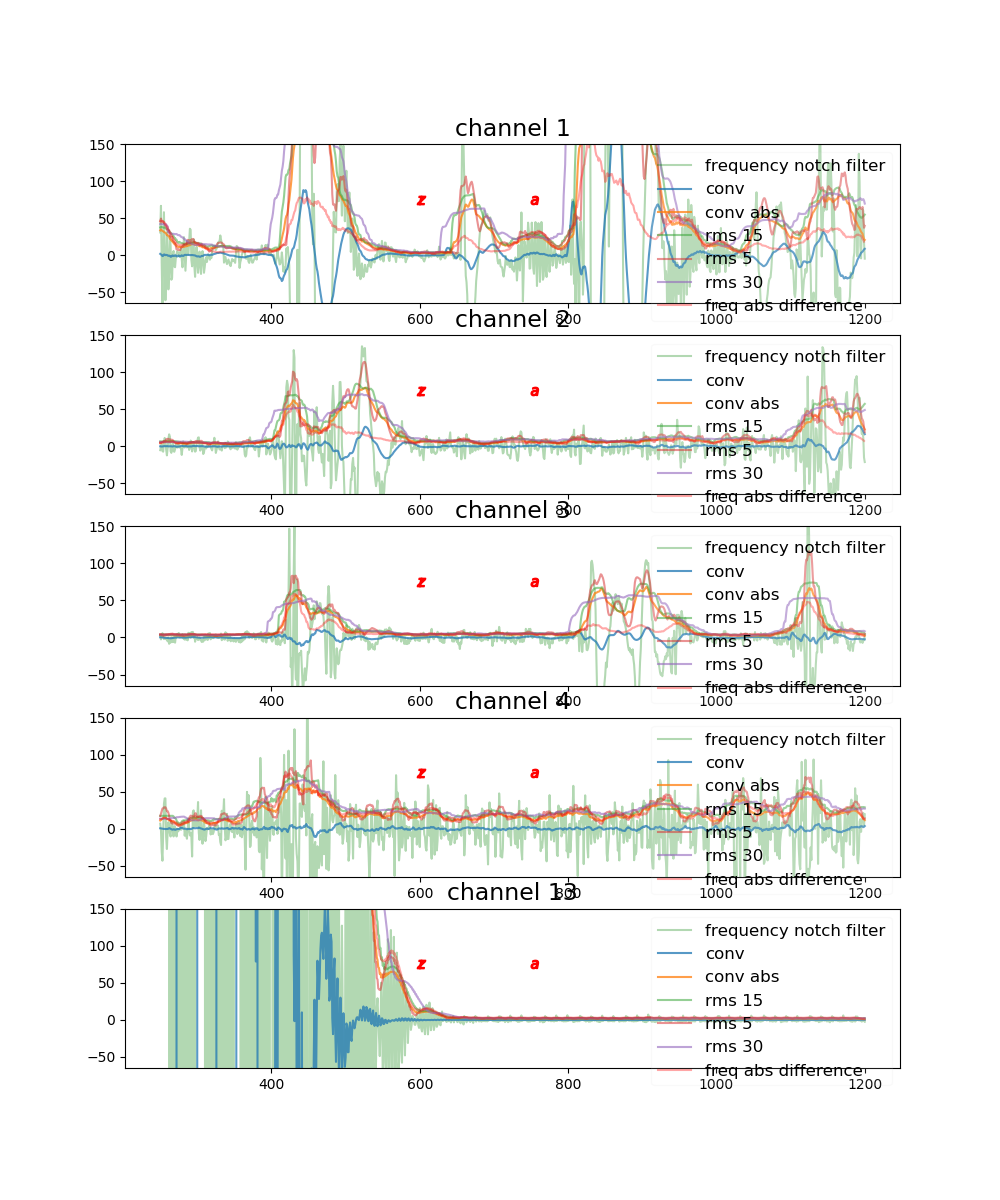 channel 1
150
100
50
0
−50
z a
frequency notch filter
conv
conv abs
rms 15
rms 5
rms 30
freq abs difference
400 600 800 1000 1200
channel 2
150
100
50
0
−50
z a
frequency notch filter
conv
conv abs
rms 15
rms 5
rms 30
freq abs difference
400 600 800 1000 1200
channel 3
150
100
50
0
−50
z a
frequency notch filter
conv
conv abs
rms 15
rms 5
rms 30
freq abs difference
400 600 800 1000 1200
channel 4
150
100
50
0
−50
z a
frequency notch filter
conv
conv abs
rms 15
rms 5
rms 30
freq abs difference
400 600 800 1000 1200
channel 13
150
100
50
0
−50
z a
frequency notch filter
conv
conv abs
rms 15
rms 5
rms 30
freq abs difference
400 600 800 1000 1200